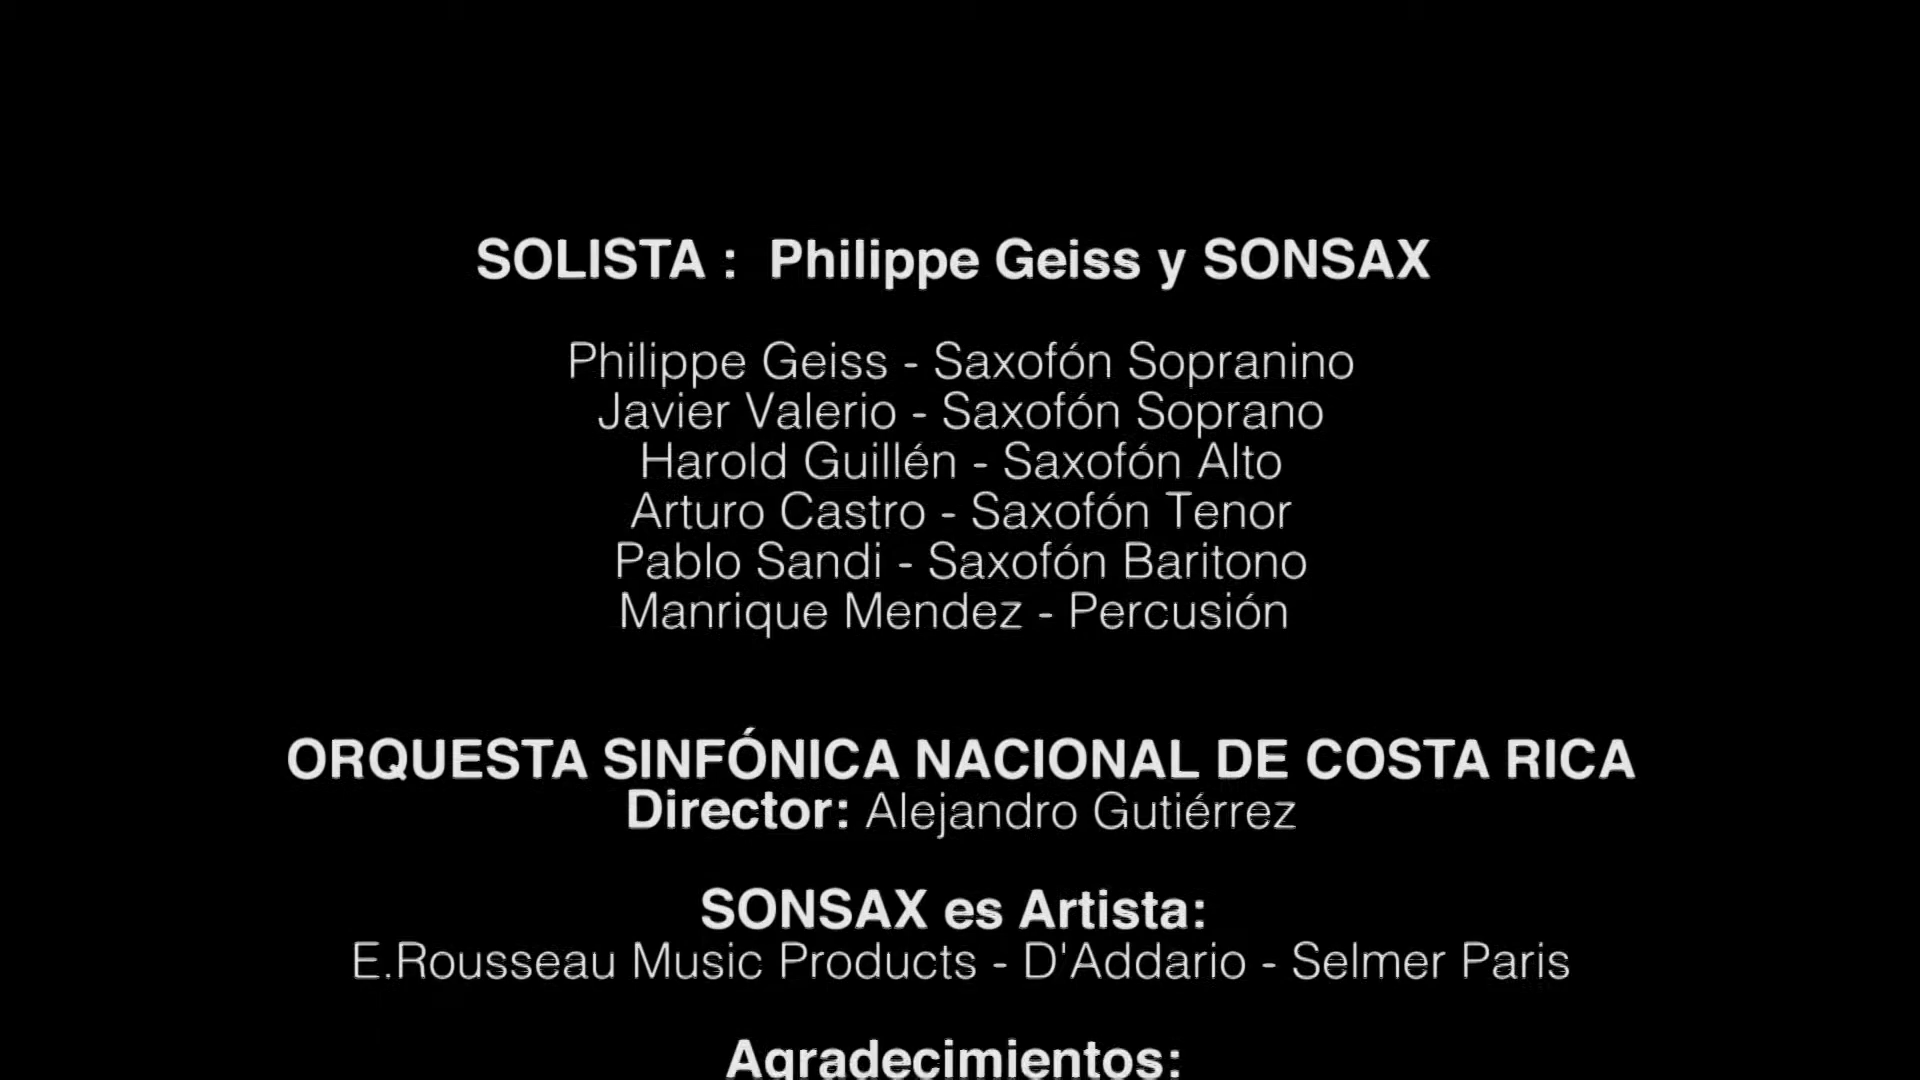 SOLISTA : Philippe Geiss y SONSAX
Philippe Geiss - Saxofón Sopranino
Javier Valerio - Saxofón Soprano
Harold Guillén - Saxofón Alto
Arturo Castro - Saxofón Tenor
Pablo Sandi - Saxofón Baritono
Manrique Mendez - Percusión
ORQUESTA SINFÓNICA NACIONAL DE COSTA RICA
Director: Alejandro Gutiérrez
SONSAX es Artista:
E.Rousseau Music Products - D'Addario - Selmer Paris
Agradecimientos: